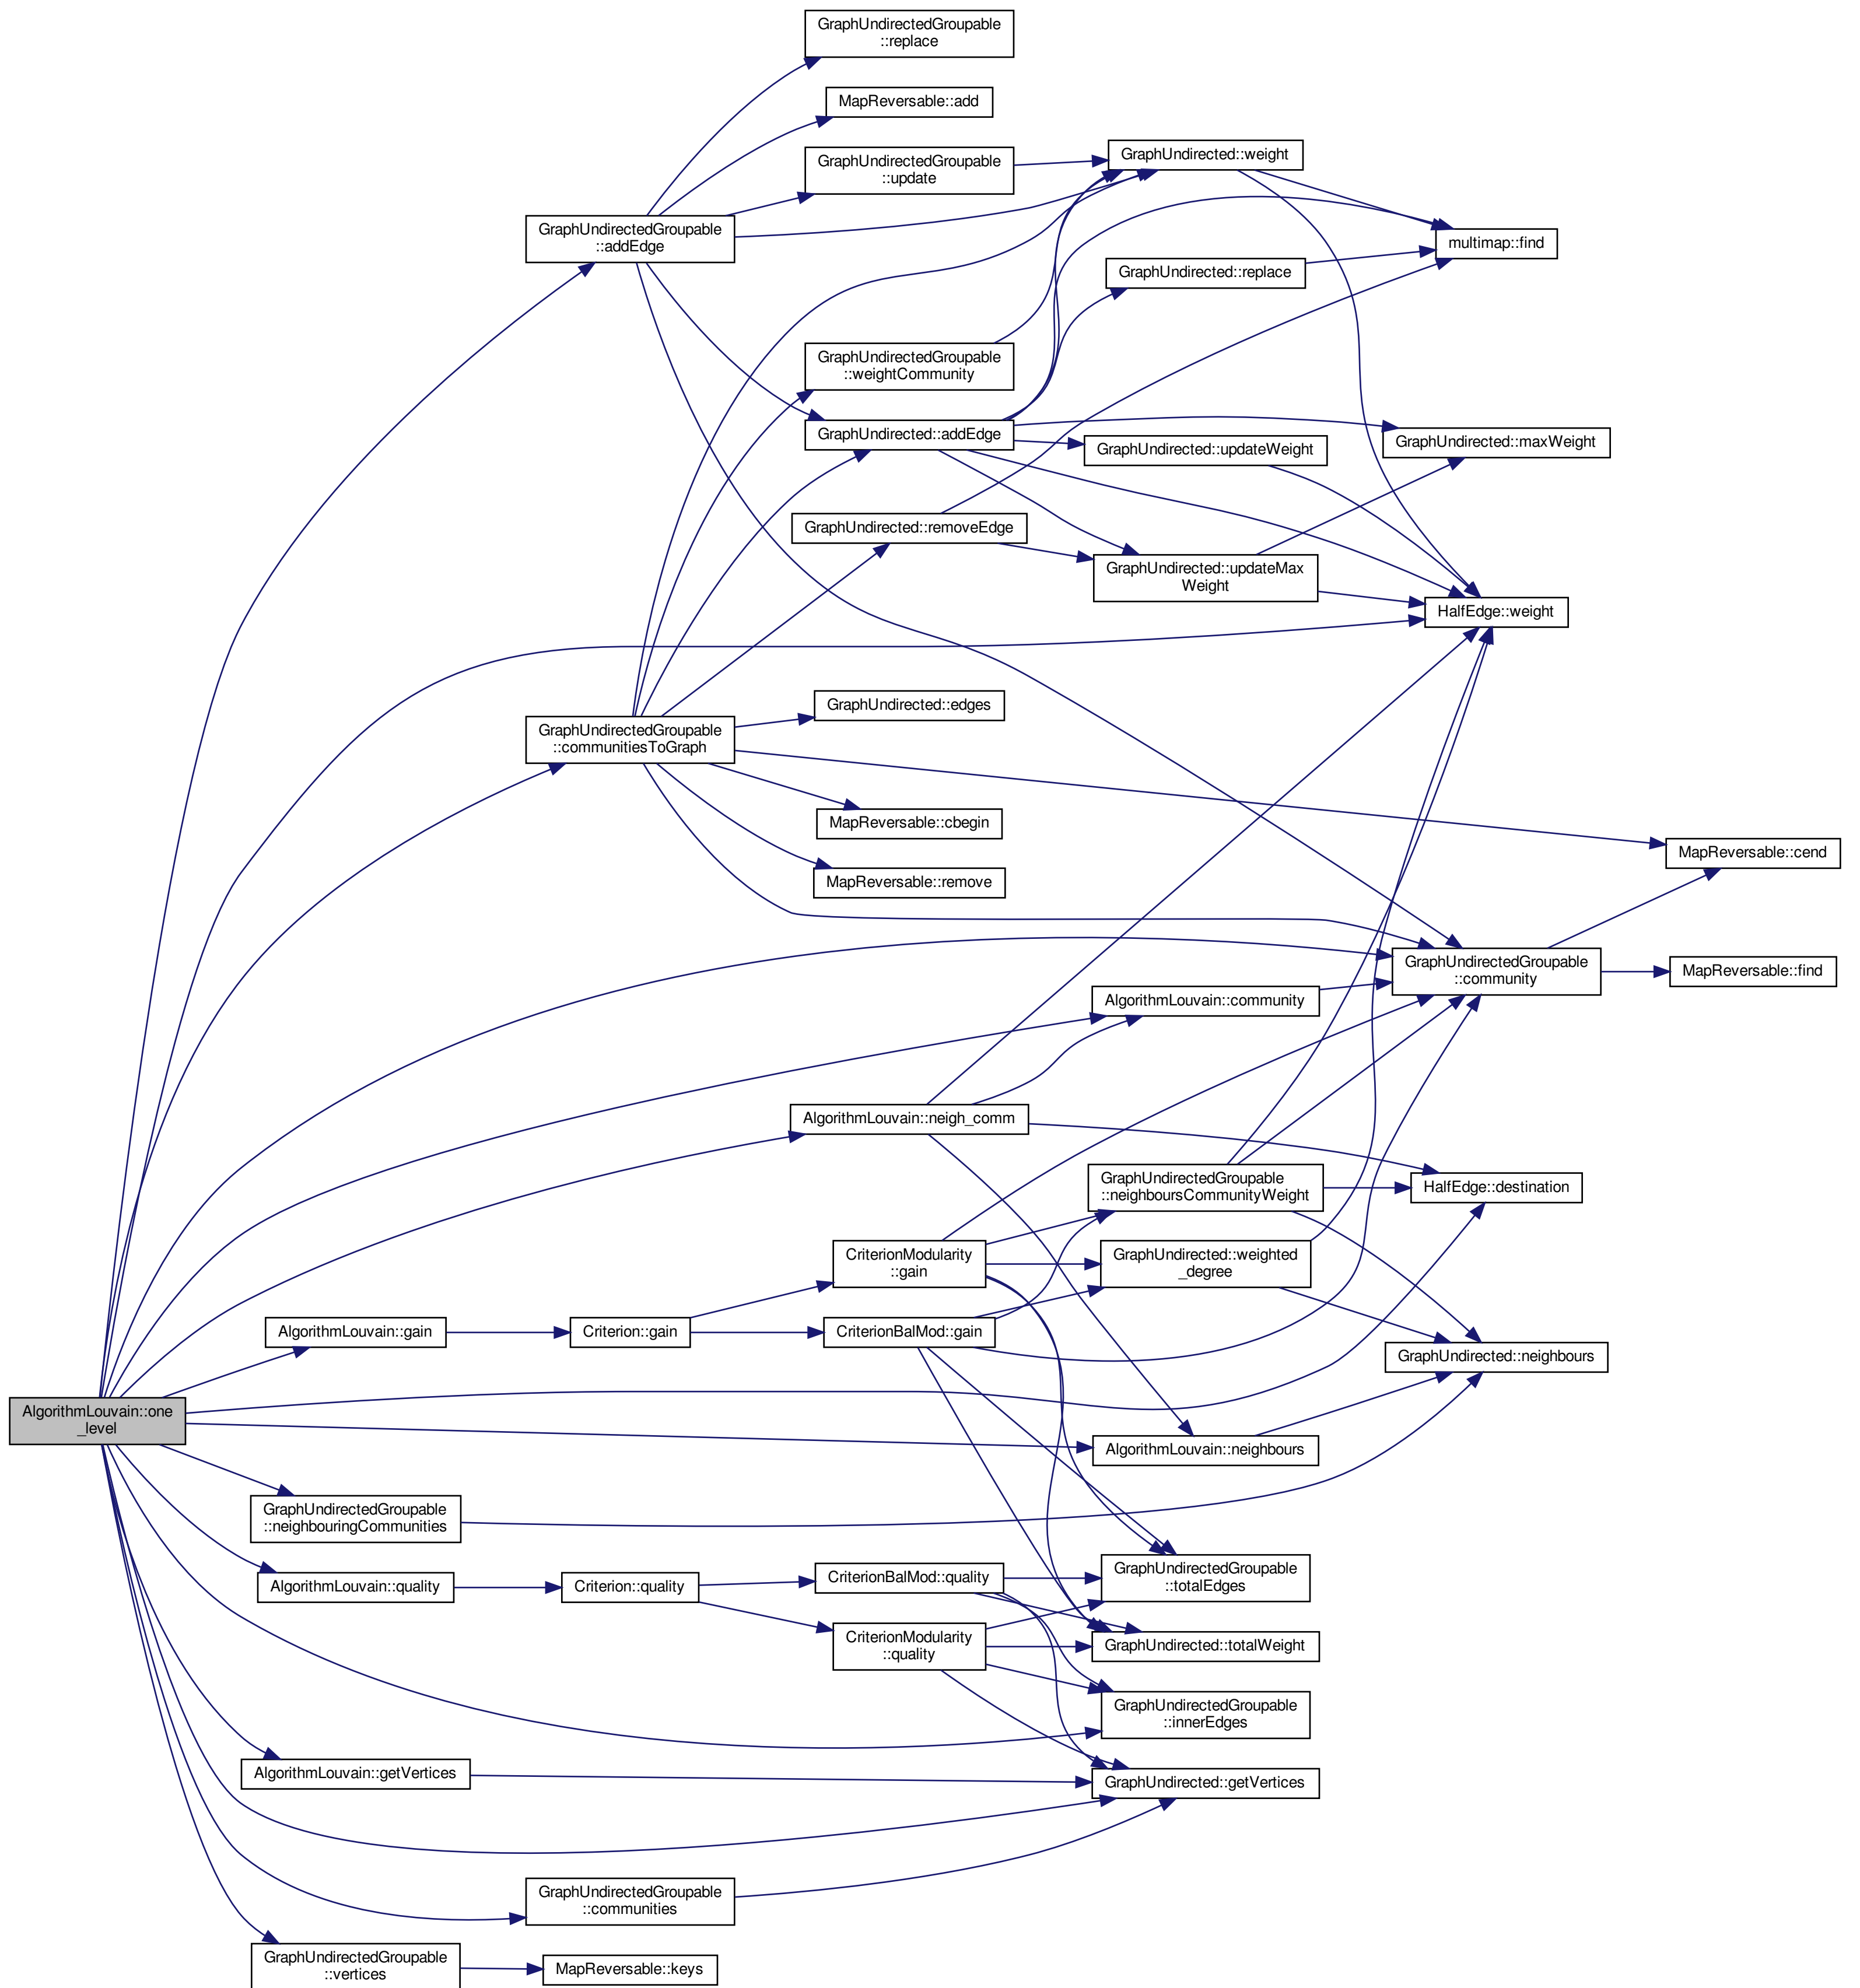 GraphUndirectedGroupable
::replace
MapReversable::add
GraphUndirectedGroupable
::update
GraphUndirected::weight
GraphUndirectedGroupable
::addEdge
multimap::find
GraphUndirected::replace
GraphUndirectedGroupable
::weightCommunity
GraphUndirected::addEdge
GraphUndirected::updateWeight
GraphUndirected::maxWeight
GraphUndirected::removeEdge
GraphUndirected::updateMax
Weight
HalfEdge::weight
GraphUndirected::edges
GraphUndirectedGroupable
::communitiesToGraph
MapReversable::cbegin
MapReversable::cend
MapReversable::remove
GraphUndirectedGroupable
::community
MapReversable::find
AlgorithmLouvain::community
AlgorithmLouvain::neigh_comm
GraphUndirectedGroupable
::neighboursCommunityWeight
HalfEdge::destination
CriterionModularity
::gain
GraphUndirected::weighted
_degree
AlgorithmLouvain::gain
Criterion::gain
CriterionBalMod::gain
GraphUndirected::neighbours
AlgorithmLouvain::one
_level
AlgorithmLouvain::neighbours
GraphUndirectedGroupable
::neighbouringCommunities
AlgorithmLouvain::quality
Criterion::quality
CriterionBalMod::quality
GraphUndirectedGroupable
::totalEdges
CriterionModularity
::quality
GraphUndirected::totalWeight
GraphUndirectedGroupable
::innerEdges
AlgorithmLouvain::getVertices
GraphUndirected::getVertices
GraphUndirectedGroupable
::communities
GraphUndirectedGroupable
::vertices
MapReversable::keys